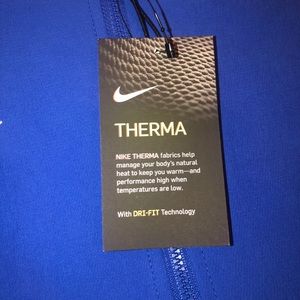 THERMA
NIKE THERMA fabrics help
manage your body's natural
heat to keep you warm—and
performance high when
temperatures are low.
With DRI-FIT Technology